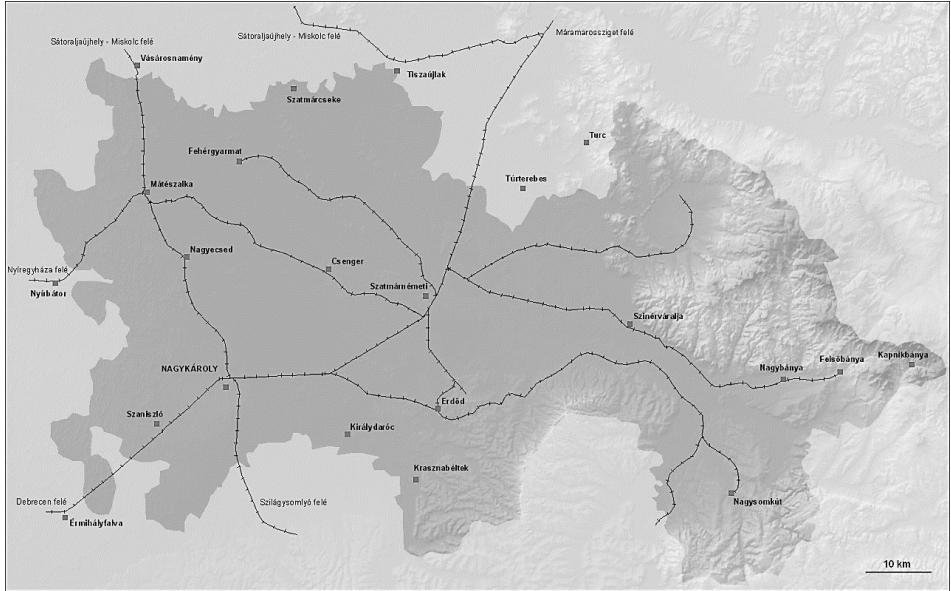 Sátoraljaújhely - Miskolc felé
Sátoraljaújhely - Miskolc felé
Máramarossziget felé
Vásárosnamény
Tiszaújlak
Szatmárcseke
Turc
Fehérgyarmat
Túrterebes
Mátészalka
Nagyecsed
Csenger
Nyíregyháza felé
Nyírbátor
Szatmárnémeti
Szinérváralja
Kapnikbánya
Felsőbánya
Nagybánya
NAGYKÁROLY
Erdőd
Szaniszló
Királydaróc
Krasznabéltek
Debrecen felé
Szilágysomlyó felé
Nagysomkút
Érmihályfalva
10 km